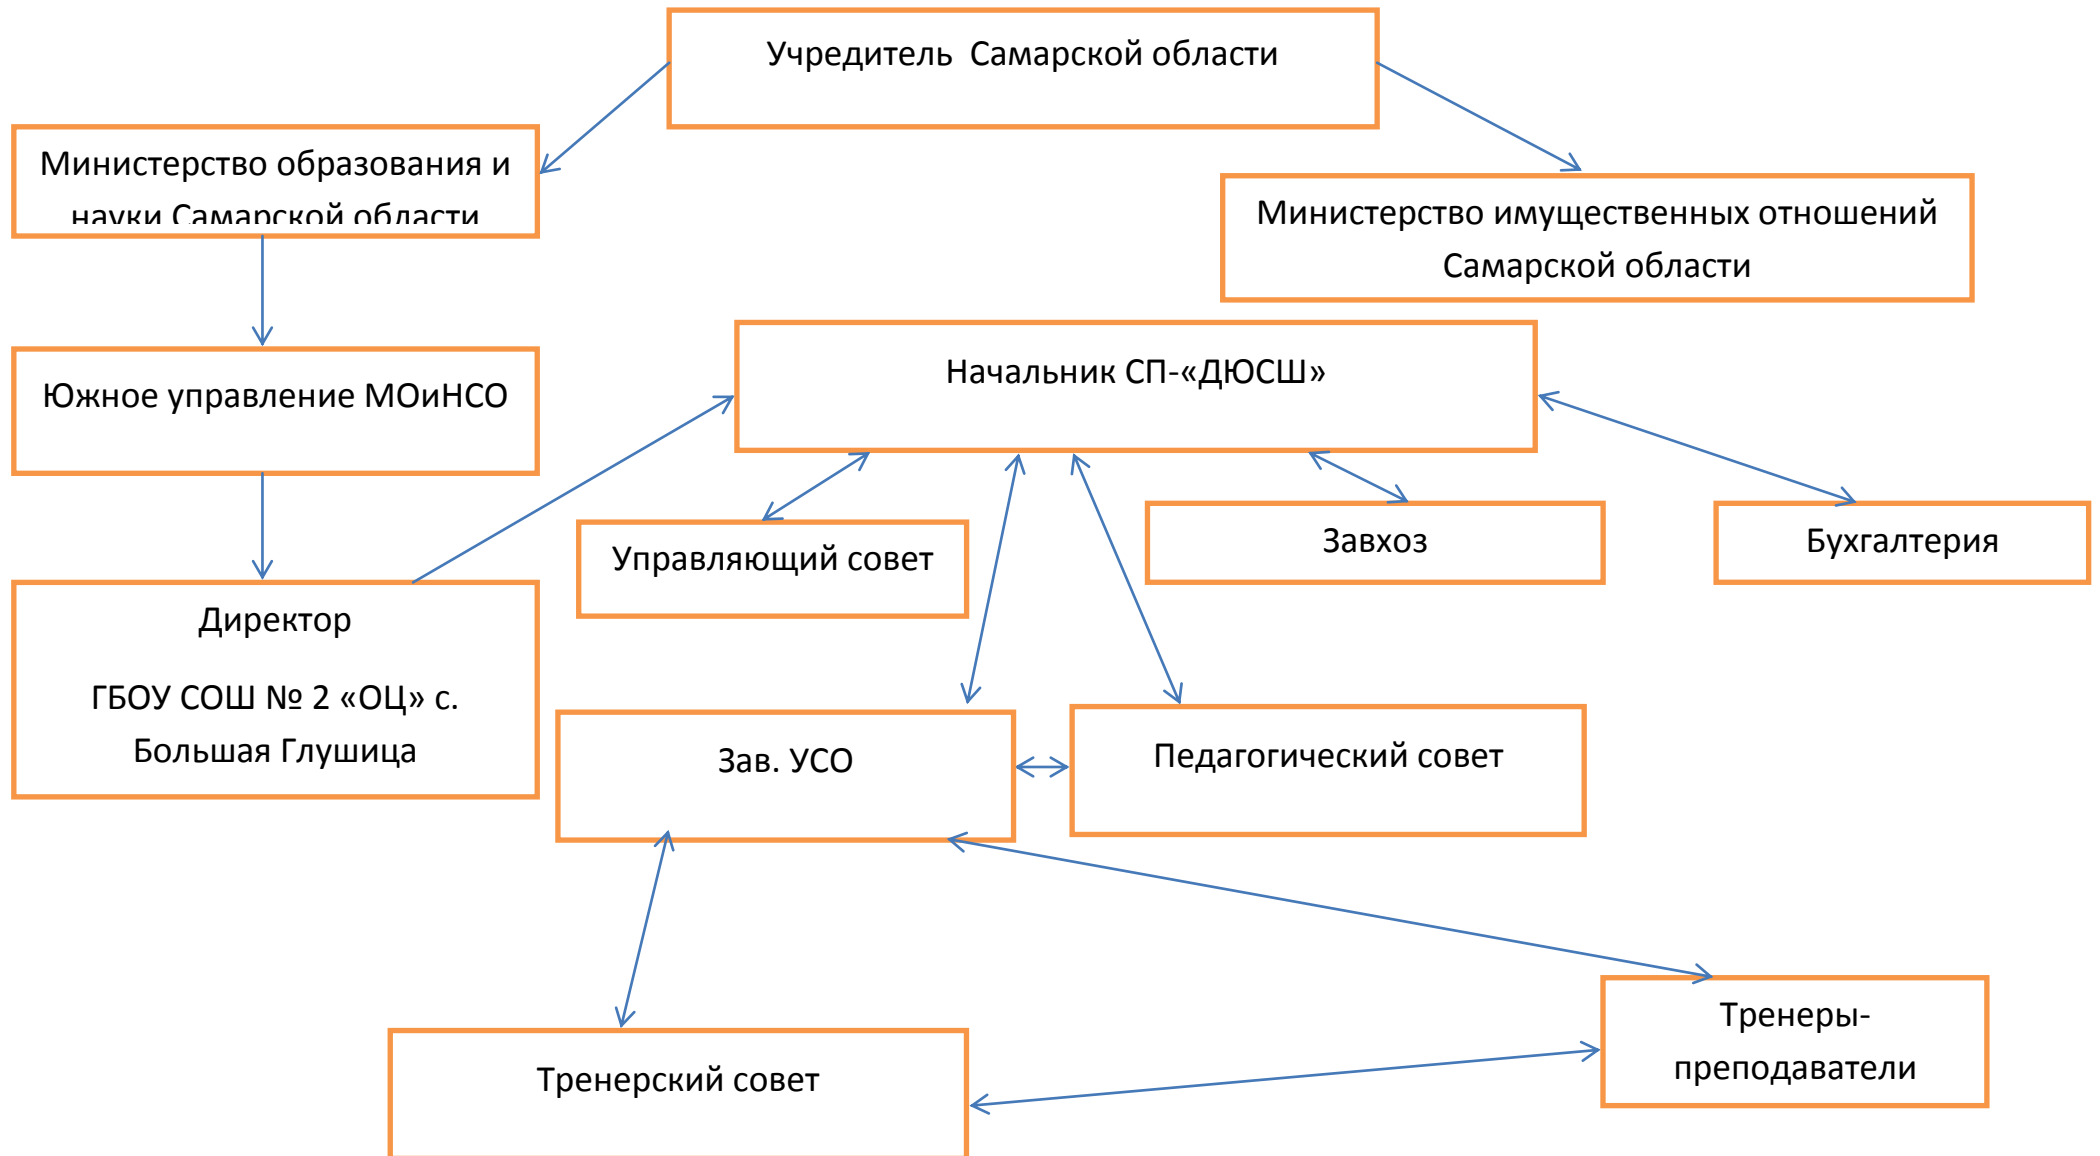 Учредитель Самарской области
Министерство образования и
науки Самарской области
Министерство имущественных отношений
Самарской области
Южное управление МОиНСО
Начальник СП-«ДЮСШ»
Управляющий совет
Завхоз
Бухгалтерия
Директор
ГБОУ СОШ № 2 «ОЦ» с.
Большая Глушица
Зав. УСО
Педагогический совет
Тренерский совет
Тренеры-
преподаватели